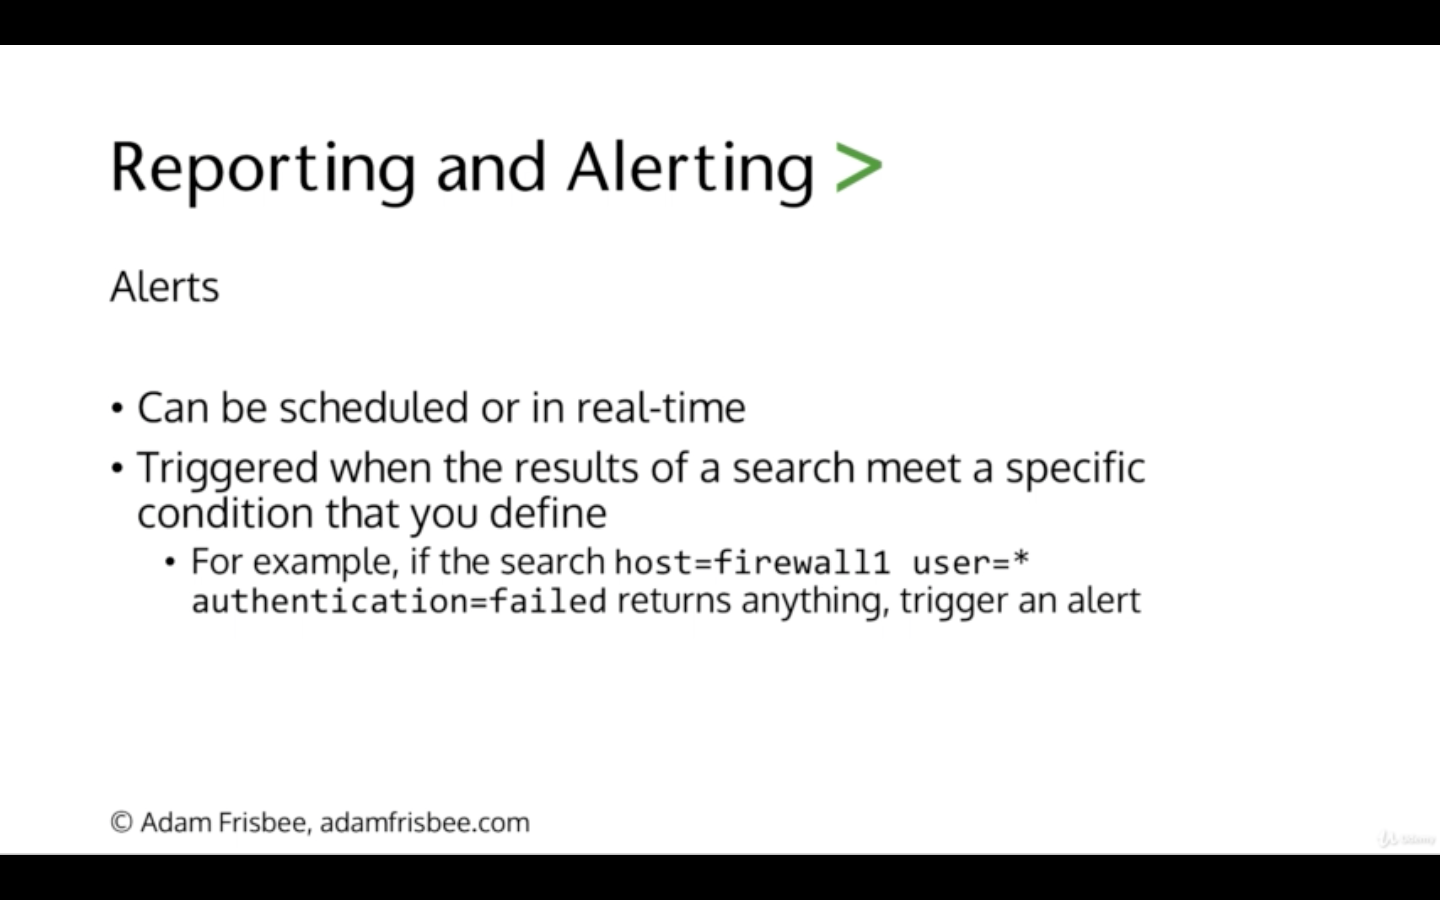 Reporting and Alerting >
Alerts
• Can be scheduled or in real-time
• Triggered when the results of a search meet a specific
condition that you define
• For example, if the search host=firewall1 user=*
authentication=failed returns anything, trigger an alert
© Adam Frisbee, adamfrisbee.com
Udemy